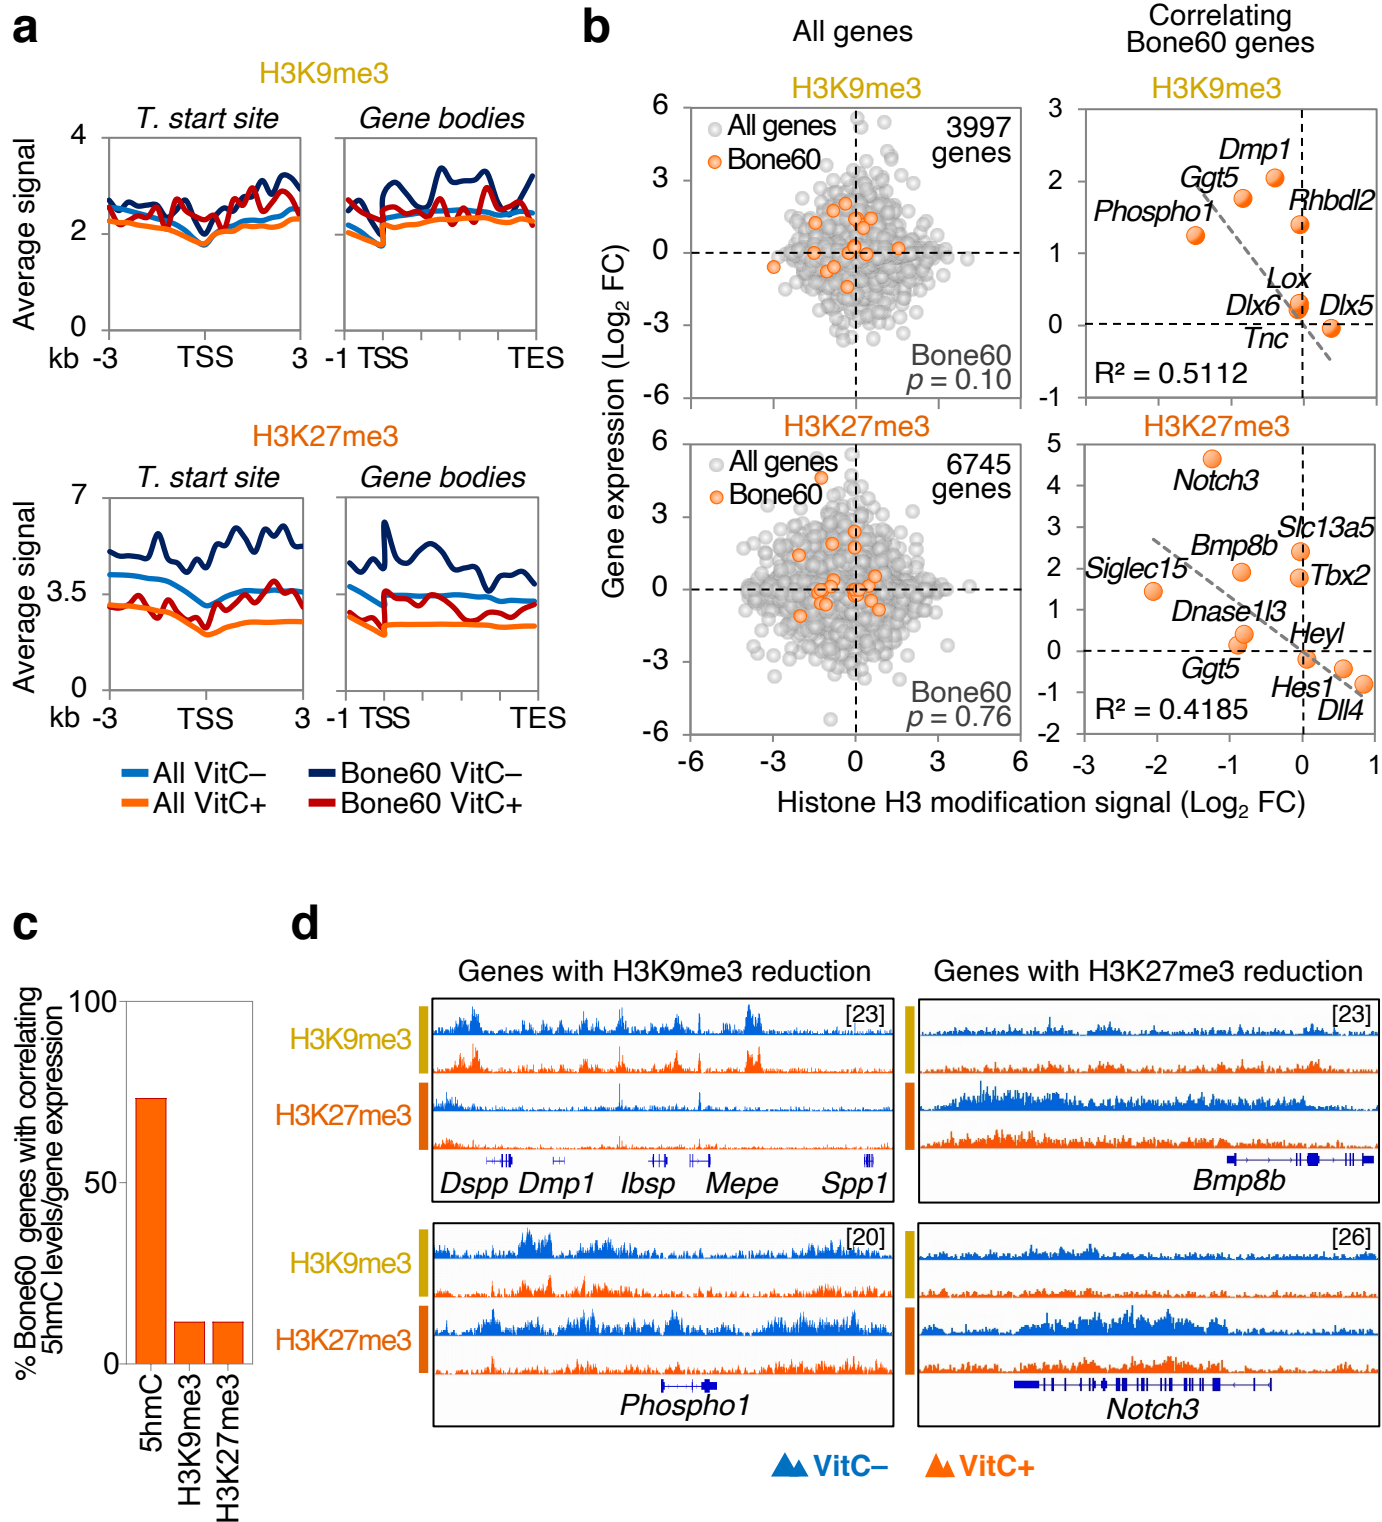 a
H3K9me3
T. start site
Gene bodies
Average signal
4
2
0
kb -3 TSS 3
-1 TSS TES
H3K27me3
T. start site
Gene bodies
Average signal
7
3.5
0
kb -3 TSS 3
-1 TSS TES
All VitC–
Bone60 VitC–
All VitC+
Bone60 VitC+
b
All genes
Correlating
Bone60 genes
Gene expression (Log2 FC)
H3K9me3
6
3
0
-3
-6
All genes
Bone60
3997
genes
Bone60
p = 0.10
H3K9me3
3
2
1
0
-1
Dmp1
Ggt5
Rhbdl2
Phospho1
Lox
Dlx6
Dlx5
Tnc
R² = 0.5112
H3K27me3
6
3
0
-3
-6
All genes
Bone60
6745
genes
Bone60
p = 0.76
-6 -3 0 3 6
H3K27me3
5
4
3
2
1
0
-1
-2
Notch3
Slc13a5
Bmp8b
Siglec15
Tbx2
Dnase1l3
Heyl
Ggt5
Hes1
Dll4
R² = 0.4185
-3 -2 -1 0 1
Histone H3 modification signal (Log2 FC)
c
% Bone60 genes with correlating
5hmC levels/gene expression
100
50
0
5hmC
H3K9me3
H3K27me3
d
Genes with H3K9me3 reduction
Genes with H3K27me3 reduction
H3K9me3
H3K27me3
[23]
Dspp Dmp1 Ibsp Mepe Spp1
[23]
Bmp8b
H3K9me3
H3K27me3
[20]
Phospho1
[26]
Notch3
VitC–
VitC+